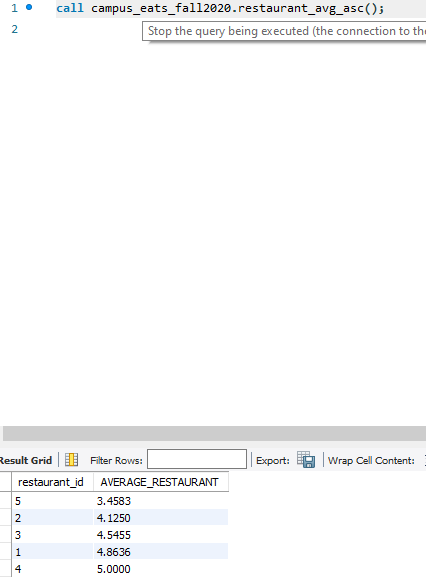 1 call campus_eats_fall2020.restaurant_avg_asc();
2
Stop the query being executed (the connection to the
Result Grid Filter Rows: Export: Wrap Cell Content:
restaurant_id AVERAGE_RESTAURANT
5 3.4583
2 4.1250
3 4.5455
1 4.8636
4 5.0000